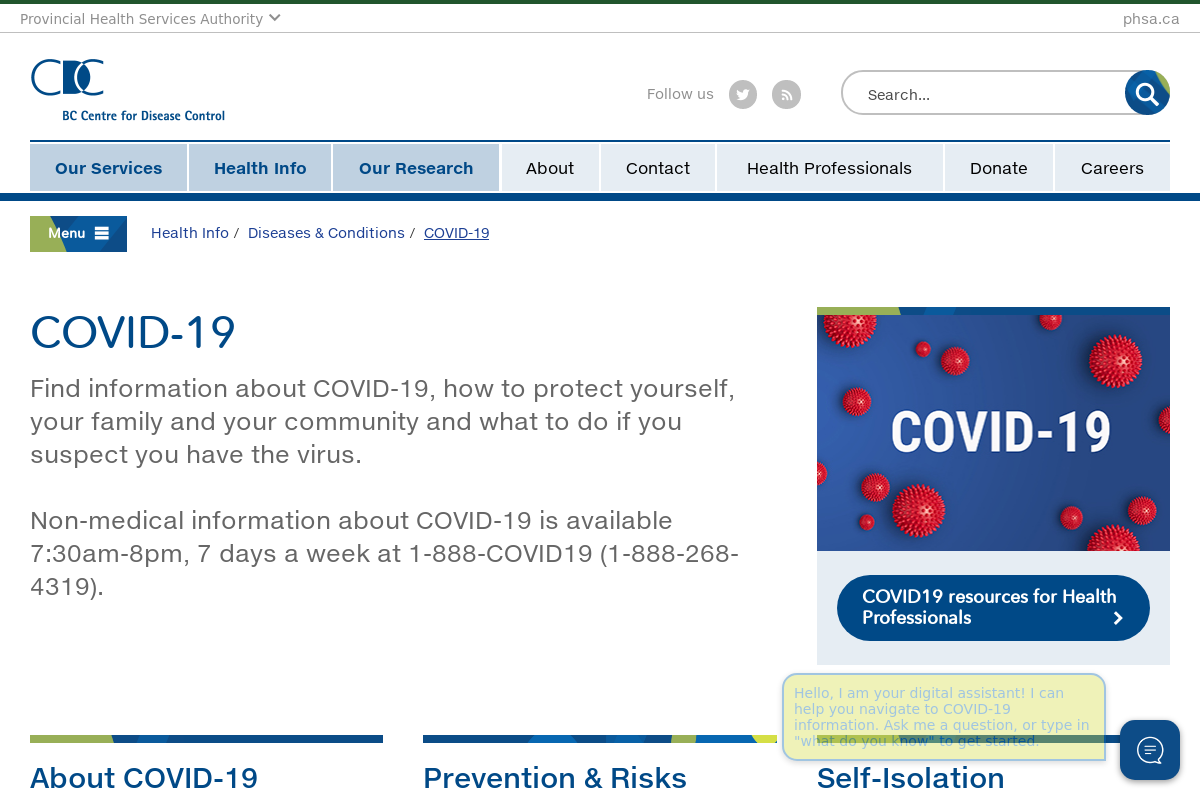 Provincial Health Services Authority
phsa.ca
CDC
BC Centre for Disease Control
Follow us
Search...
Our Services
Health Info
Our Research
About
Contact
Health Professionals
Donate
Careers
Menu
Health Info / Diseases & Conditions / COVID-19
COVID-19
Find information about COVID-19, how to protect yourself,
your family and your community and what to do if you
suspect you have the virus.
Non-medical information about COVID-19 is available
7:30am-8pm, 7 days a week at 1-888-COVID19 (1-888-268-
4319).
COVID-19
COVID19 resources for Health
Professionals
Hello, I am your digital assistant! I can
help you navigate to COVID-19
information. Ask me a question, or type in
"what do you know" to get started.
About COVID-19
Prevention & Risks
Self-Isolation